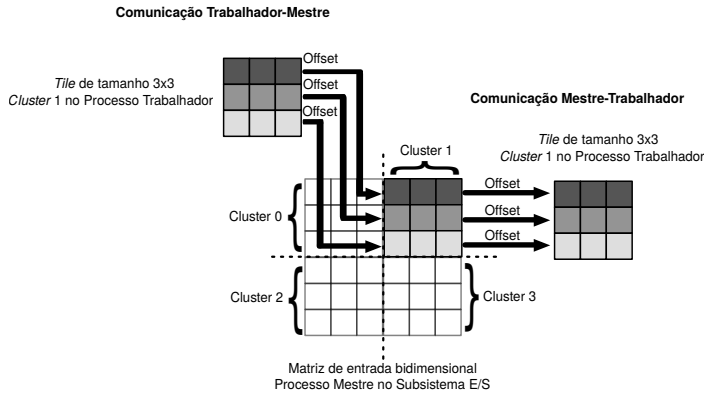 Comunicação Trabalhador-Mestre
Offset
Offset
Offset
Tile de tamanho 3x3
Cluster 1 no Processo Trabalhador
Comunicação Mestre-Trabalhador
Tile de tamanho 3x3
Cluster 1 no Processo Trabalhador
Cluster 1
Offset
Offset
Offset
Cluster 0
Cluster 2
Cluster 3
Matriz de entrada bidimensional
Processo Mestre no Subsistema E/S